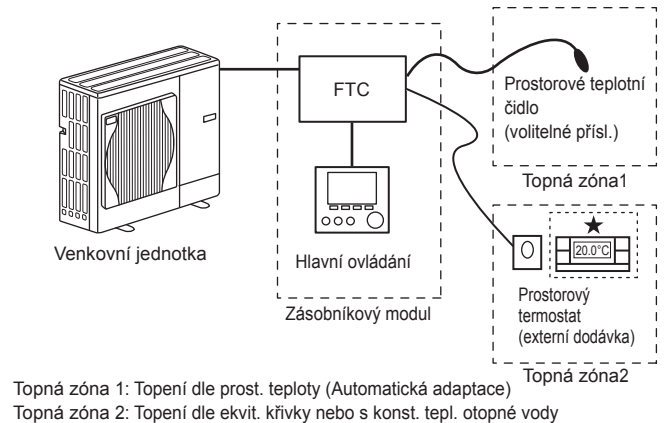 FTC
Prostorové teplotní
čidlo
(volitelné přísl.)
Topná zóna1
Venkovní jednotka
Hlavní ovládání
Zásobníkový modul
20.0°C
Prostorový
termostat
(externí dodávka)
Topná zóna2
Topná zóna 1: Topení dle prost. teploty (Automatická adaptace)
Topná zóna 2: Topení dle ekvit. křivky nebo s konst. tepl. otopné vody